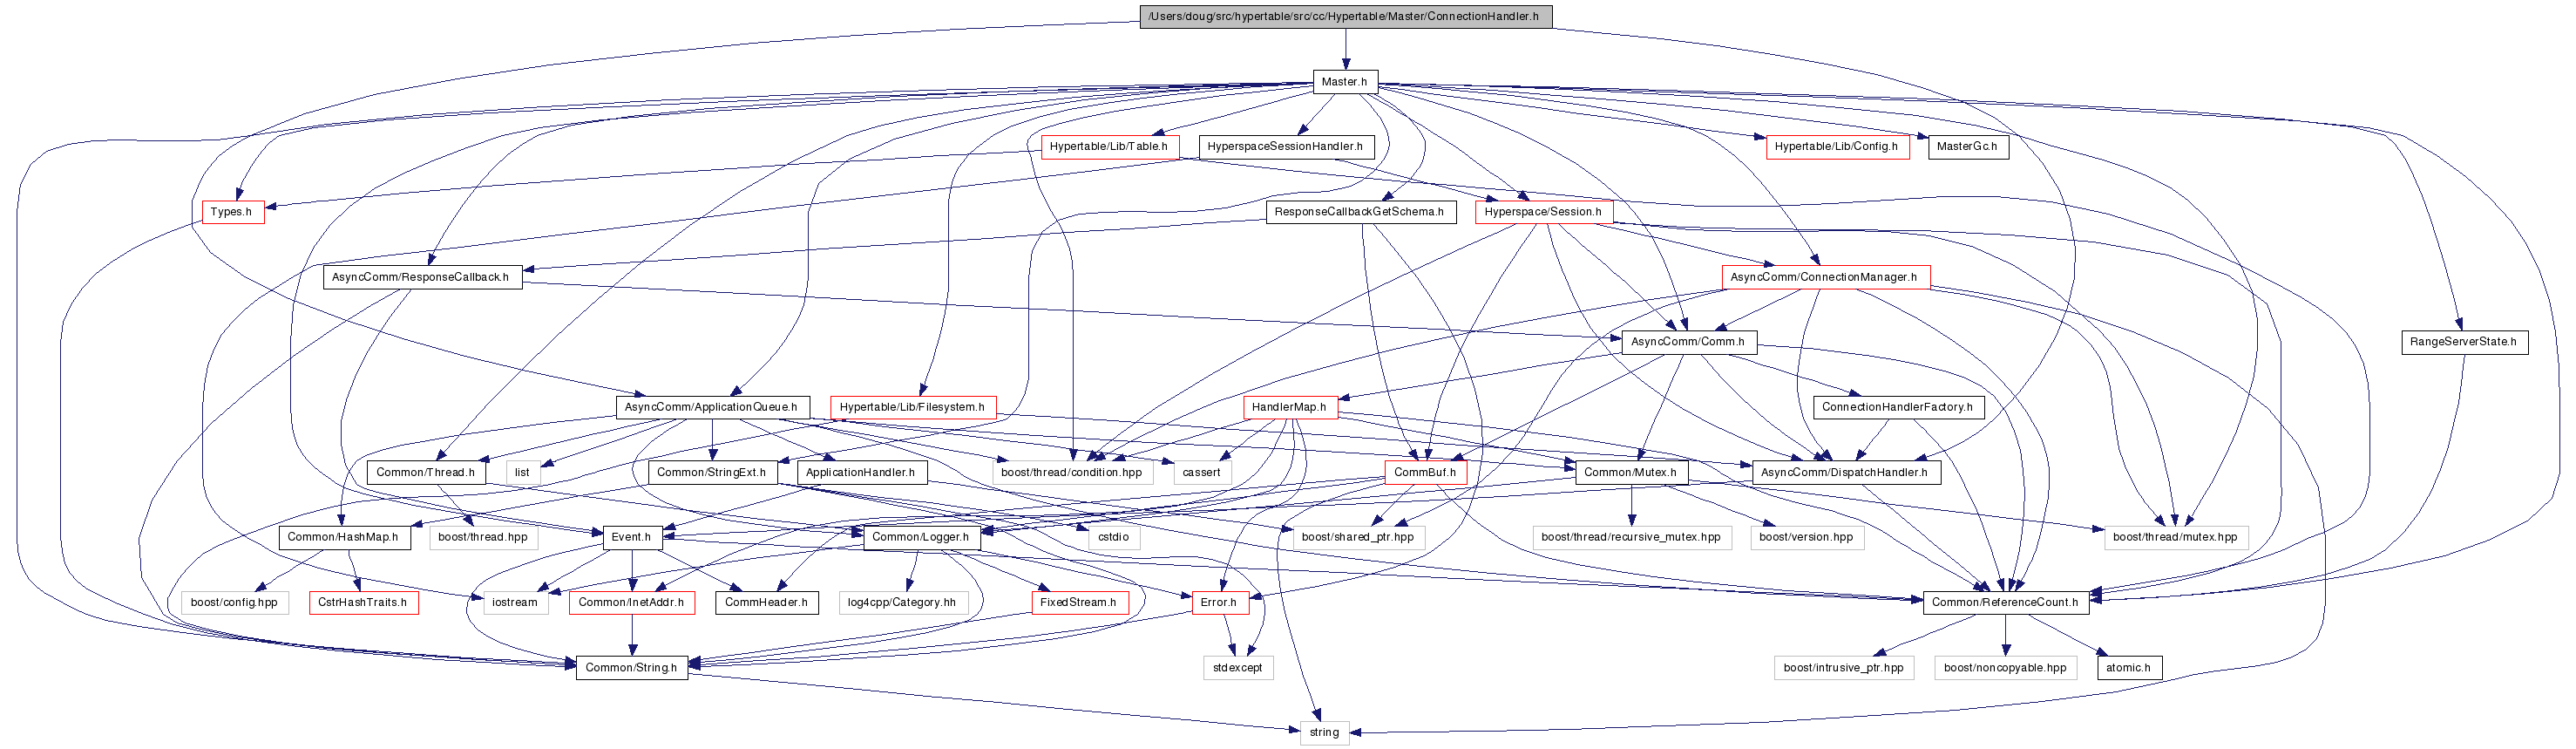 /Users/doug/src/hypertable/src/cc/Hypertable/Master/ConnectionHandler.h
Master.h
Hypertable/Lib/Table.h
HyperspaceSessionHandler.h
Hypertable/Lib/Config.h
MasterGc.h
Types.h
ResponseCallbackGetSchema.h
Hyperspace/Session.h
AsyncComm/ResponseCallback.h
AsyncComm/ConnectionManager.h
AsyncComm/Comm.h
RangeServerState.h
AsyncComm/ApplicationQueue.h
Hypertable/Lib/Filesystem.h
HandlerMap.h
ConnectionHandlerFactory.h
Common/Thread.h
list
Common/StringExt.h
ApplicationHandler.h
boost/thread/condition.hpp
cassert
CommBuf.h
Common/Mutex.h
AsyncComm/DispatchHandler.h
Common/HashMap.h
boost/thread.hpp
Event.h
Common/Logger.h
cstdio
boost/shared_ptr.hpp
boost/thread/recursive_mutex.hpp
boost/version.hpp
boost/thread/mutex.hpp
boost/config.hpp
CstrHashTraits.h
iostream
Common/InetAddr.h
CommHeader.h
log4cpp/Category.hh
FixedStream.h
Error.h
Common/ReferenceCount.h
Common/String.h
stdexcept
boost/intrusive_ptr.hpp
boost/noncopyable.hpp
atomic.h
string